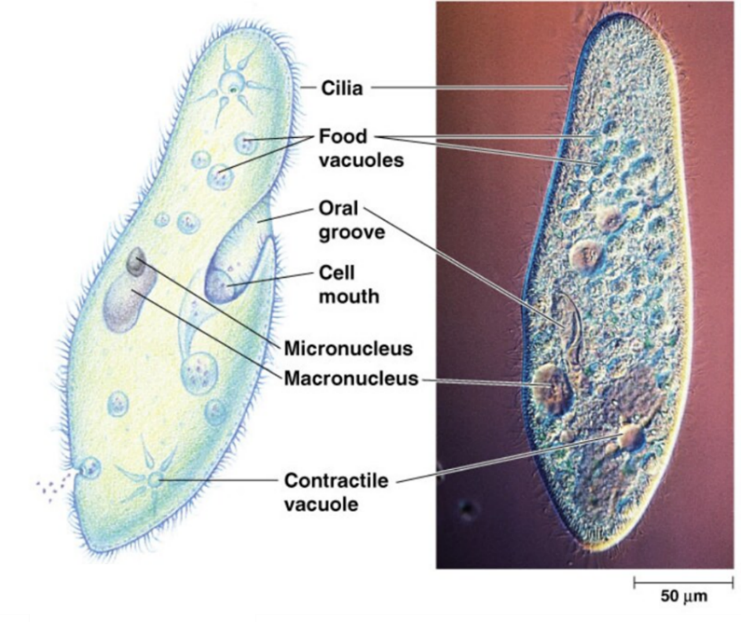 Cilia
Food
vacuoles
Oral
groove
Cell
mouth
Micronucleus
Macronucleus
Contractile
vacuole
50 μm